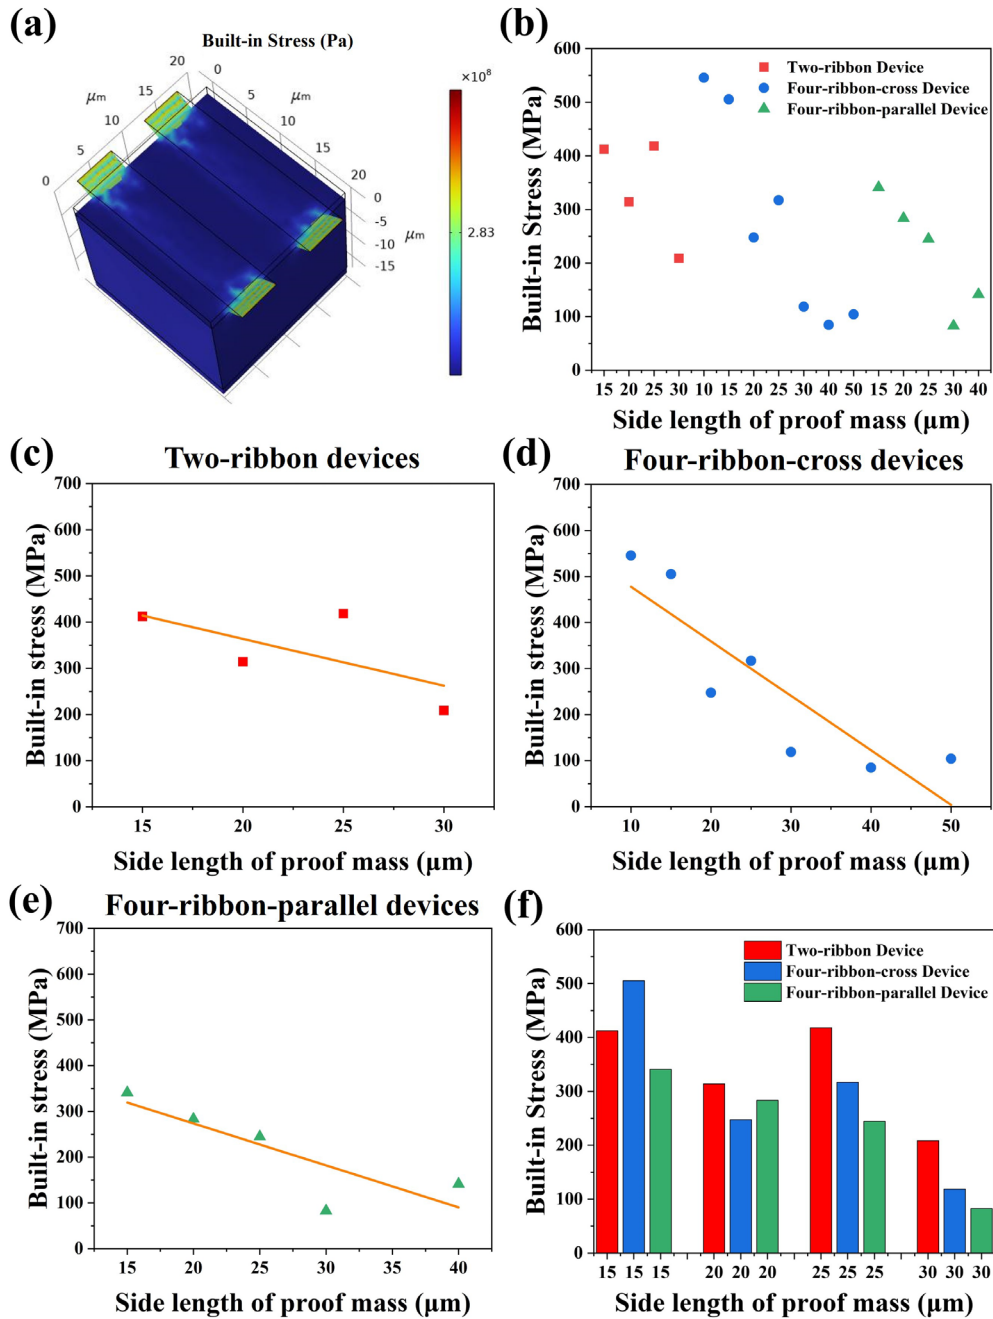 (a)
Built-in Stress (Pa)
20
15
μm
10
5
0
0
5
μm
10
15
20
0
-5
-10
-15
μm
×10⁸
2.83
(b)
Built-in Stress (MPa)
600
500
400
300
200
100
0
Two-ribbon Device
Four-ribbon-cross Device
Four-ribbon-parallel Device
15 20 25 30 10 15 20 25 30 40 50 15 20 25 30 40
Side length of proof mass (μm)
(c)
Two-ribbon devices
Built-in stress (MPa)
700
600
500
400
300
200
100
0
15 20 25 30
Side length of proof mass (μm)
(d)
Four-ribbon-cross devices
Built-in stress (MPa)
700
600
500
400
300
200
100
0
10 20 30 40 50
Side length of proof mass (μm)
(e)
Four-ribbon-parallel devices
Built-in stress (MPa)
700
600
500
400
300
200
100
0
15 20 25 30 35 40
Side length of proof mass (μm)
(f)
Built-in Stress (MPa)
600
500
400
300
200
100
0
Two-ribbon Device
Four-ribbon-cross Device
Four-ribbon-parallel Device
15 15 15 20 20 20 25 25 25 30 30 30
Side length of proof mass (μm)